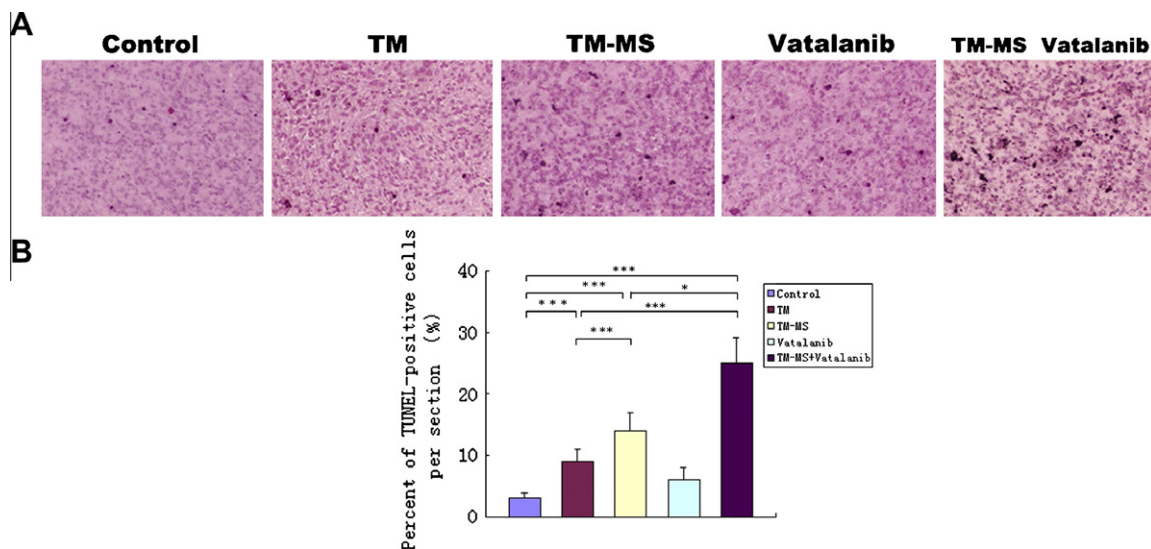 A
Control
TM
TM-MS
Vatalanib
TM-MS Vatalanib
B
Percent of TUNEL-positive cells
per section (%)
40
30
20
10
0
***
***
*
***
***
***
Control
TM
TM-MS
Vatalanib
TM-MS+Vatalanib